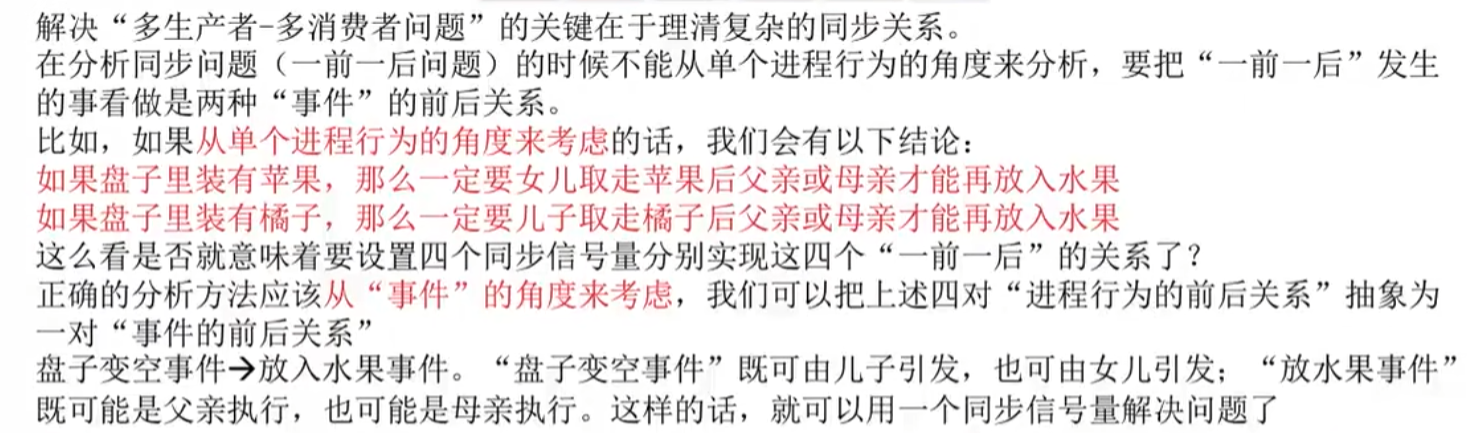 解决“多生产者-多消费者问题”的关键在于理清复杂的同步关系。
在分析同步问题（一前一后问题）的时候不能从单个进程行为的角度来分析，要把“一前一后”发生
的事看做是两种“事件”的前后关系。
比如，如果从单个进程行为的角度来考虑的话，我们会有以下结论：
如果盘子里装有苹果，那么一定要女儿取走苹果后父亲或母亲才能再放入水果
如果盘子里装有橘子，那么一定要儿子取走橘子后父亲或母亲才能再放入水果
这么看是否就意味着要设置四个同步信号量分别实现这四个“一前一后”的关系了？
正确的分析方法应该从“事件”的角度来考虑，我们可以把上述四对“进程行为的前后关系”抽象为
一对“事件的前后关系”
盘子变空事件→放入水果事件。“盘子变空事件”既可由儿子引发，也可由女儿引发；“放水果事件”
既可能是父亲执行，也可能是母亲执行。这样的话，就可以用一个同步信号量解决问题了